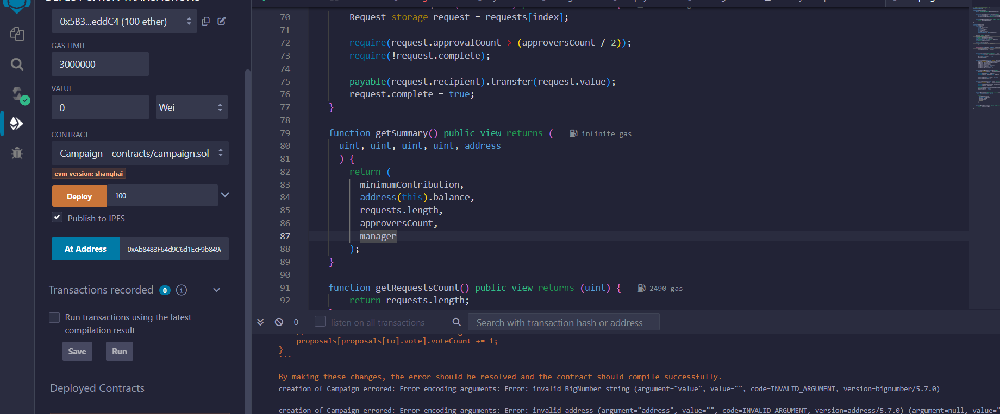 0x5B3...eddC4 (100 ether)
GAS LIMIT
3000000
VALUE
0
Wei
CONTRACT
Campaign - contracts/campaign.sol
evm version: shanghai
Deploy
100
Publish to IPFS
At Address
0xAb8483F64d9C6d1EcF9b849
Transactions recorded 0 i
Run transactions using the latest
compilation result
Save
Run
Deployed Contracts
70 Request storage request = requests[index];
71
72 require(request.approvalCount > (approversCount / 2));
73 require(!request.complete);
74
75 payable(request.recipient).transfer(request.value);
76 request.complete = true;
77 }
78
79 function getSummary() public view returns ( infinite gas
80 uint, uint, uint, uint, address
81 ) {
82 return (
83 minimumContribution,
84 address(this).balance,
85 requests.length,
86 approversCount,
87 manager
88 );
89 }
90
91 function getRequestsCount() public view returns (uint) { 2490 gas
92 return requests.length;
0
listen on all transactions
Search with transaction hash or address
proposals[proposals[to].vote].voteCount += 1;
}
```
By making these changes, the error should be resolved and the contract should compile successfully.
creation of Campaign errored: Error encoding arguments: Error: invalid BigNumber string (argument="value", value="", code=INVALID_ARGUMENT, version=bignumber/5.7.0)
creation of Campaign errored: Error encoding arguments: Error: invalid address (argument="address", value="", code=INVALID_ARGUMENT, version=address/5.7.0) (argument=null, value="